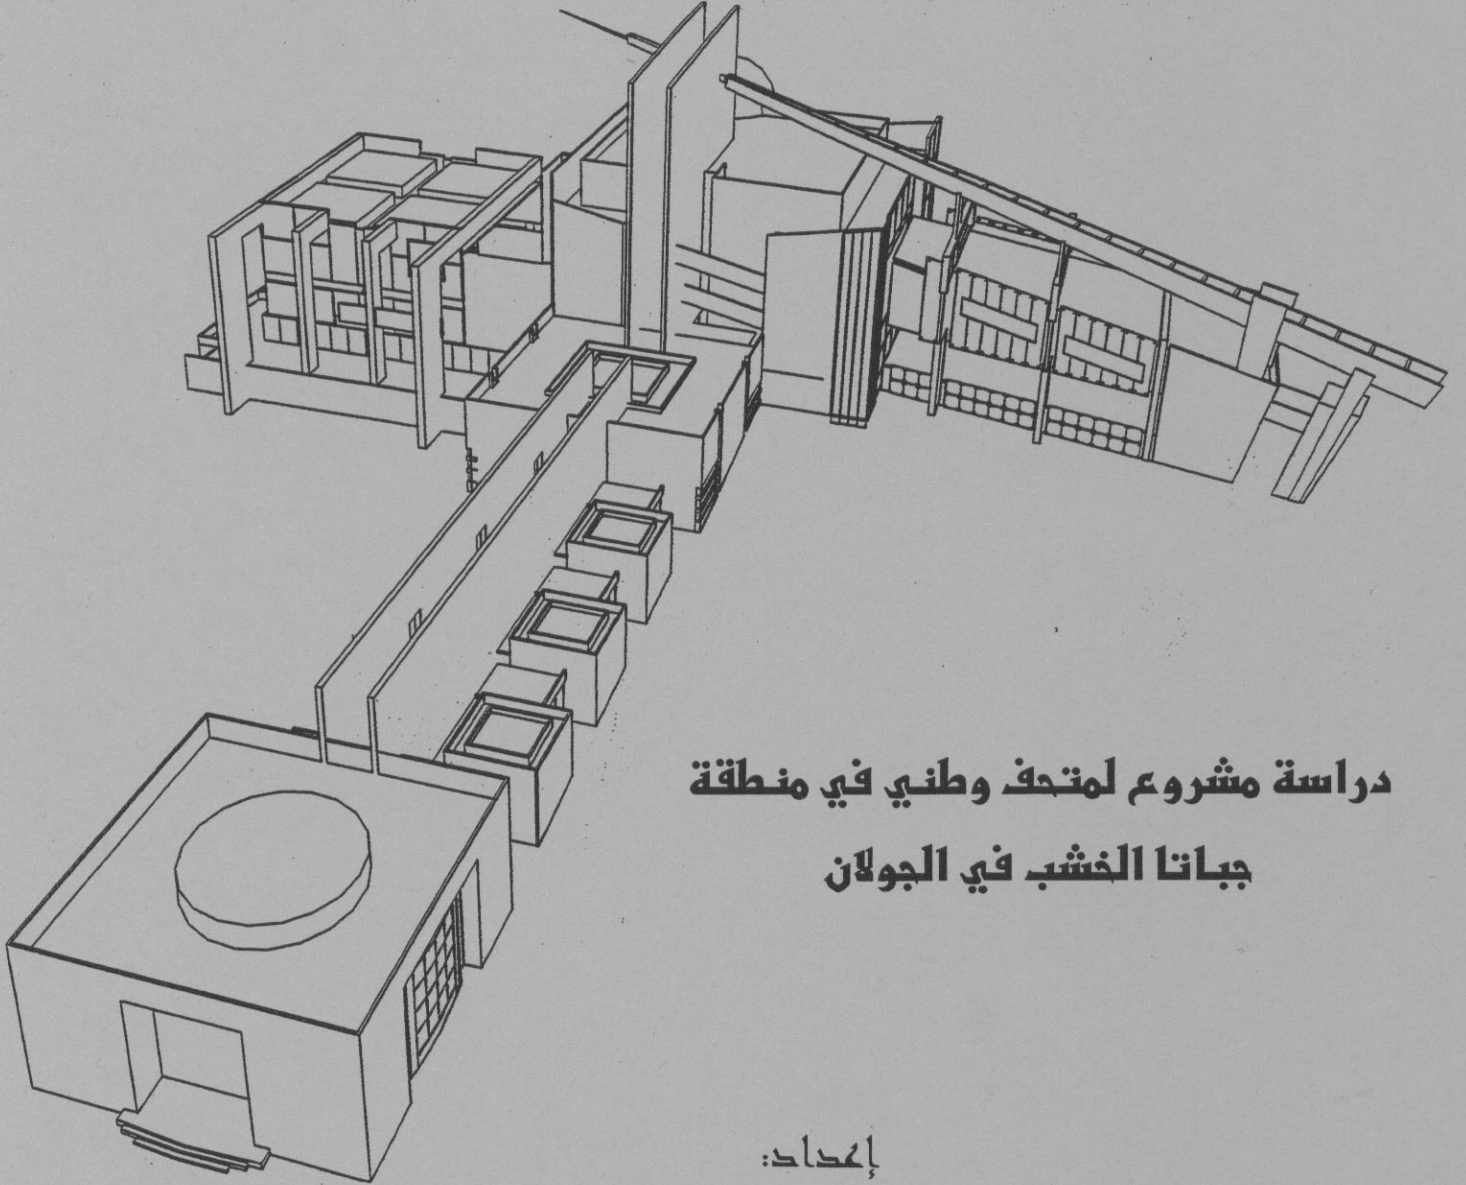 دراسة مشروع لمتحف وطني في منطقة
جباتا الخشب في الجولان
إعداد: